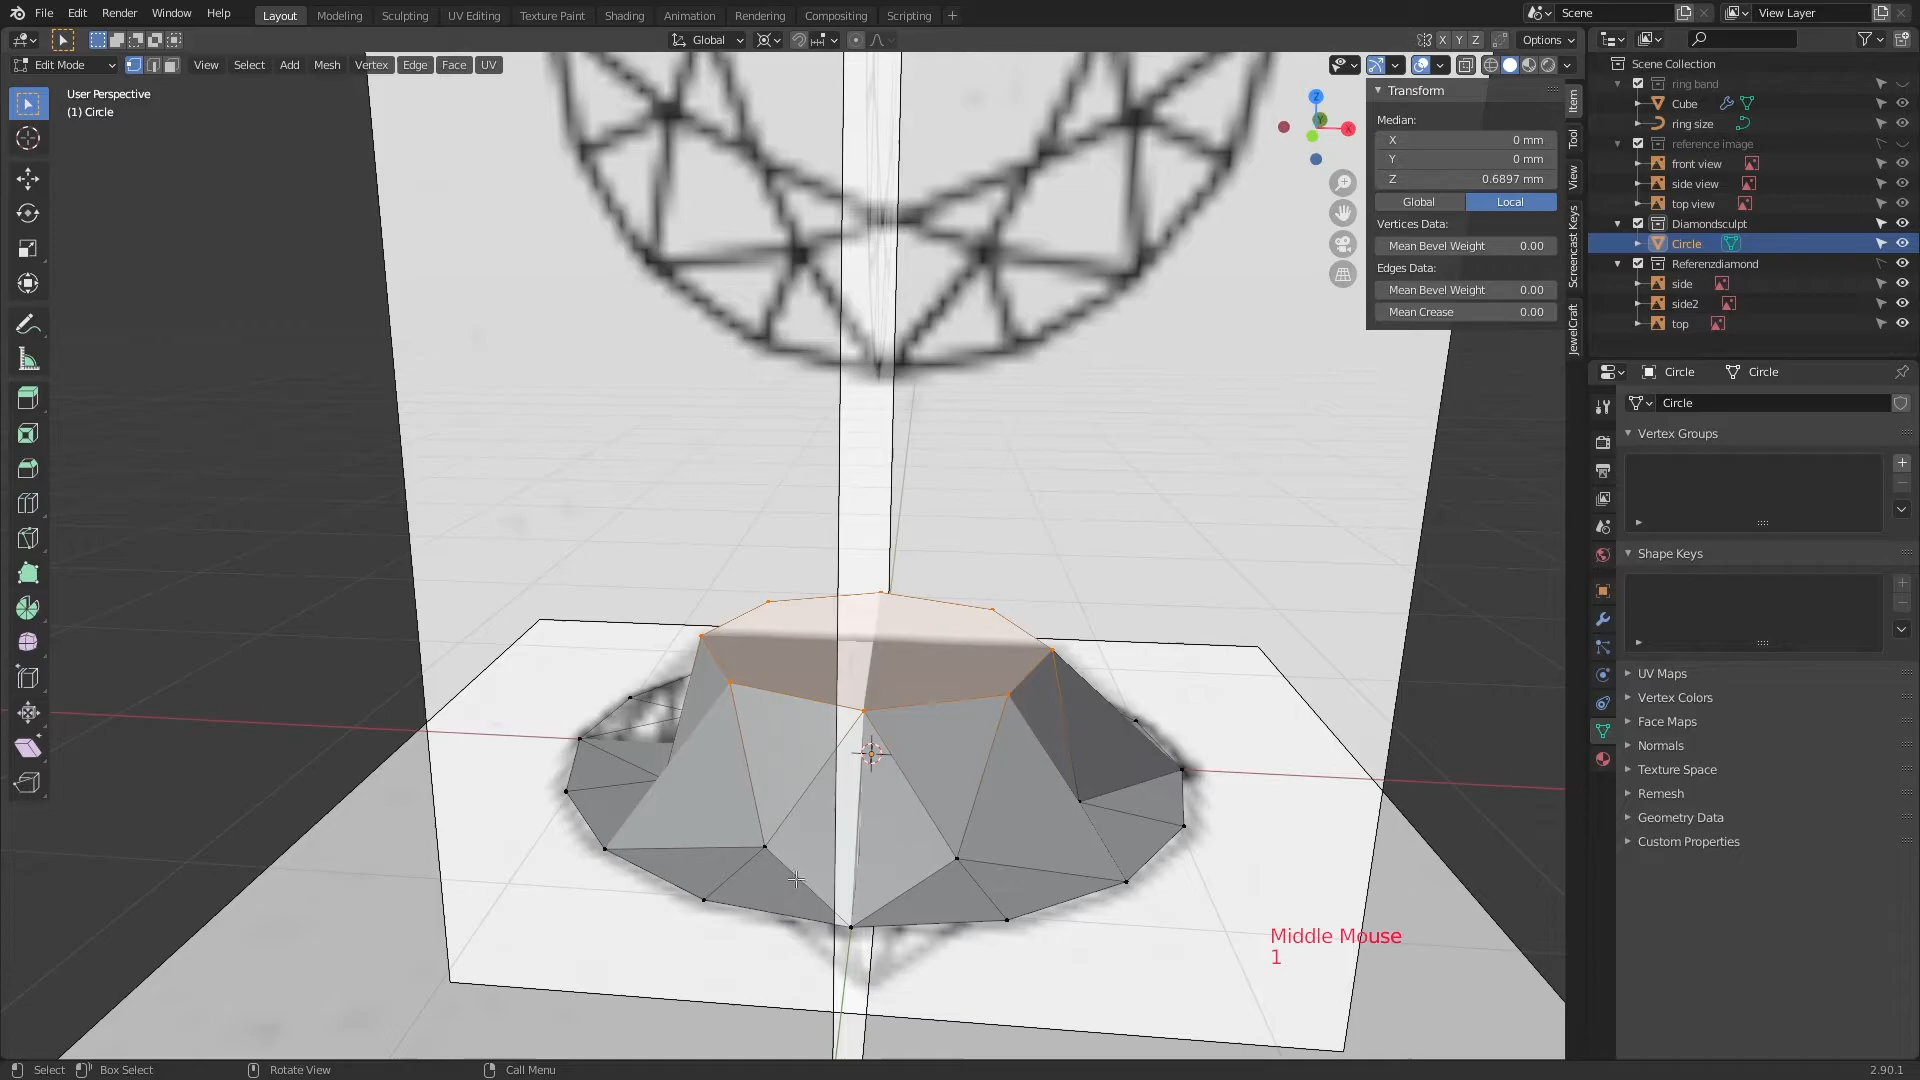 File Edit Render Window Help Layout Modeling Sculpting UV Editing Texture Paint Shading Animation Rendering Compositing Scripting + Scene View Layer
Global X Y Z Options
Edit Mode View Select Add Mesh Vertex Edge Face UV
User Perspective
(1) Circle
Z
Y
X
Transform
Median:
X 0 mm
Y 0 mm
Z 0.6897 mm
Global Local
Vertices Data:
Mean Bevel Weight 0.00
Edges Data:
Mean Bevel Weight 0.00
Mean Crease 0.00
Item
Tool
View
Screencast Keys
JewelCraft
Scene Collection
ring band
Cube
ring size
reference image
front view
side view
top view
Diamondsculpt
Circle
Referenzdiamond
side
side2
top
Circle Circle
Circle
Vertex Groups
Shape Keys
UV Maps
Vertex Colors
Face Maps
Normals
Texture Space
Remesh
Geometry Data
Custom Properties
Middle Mouse
1
Select Box Select Rotate View Call Menu 2.90.1